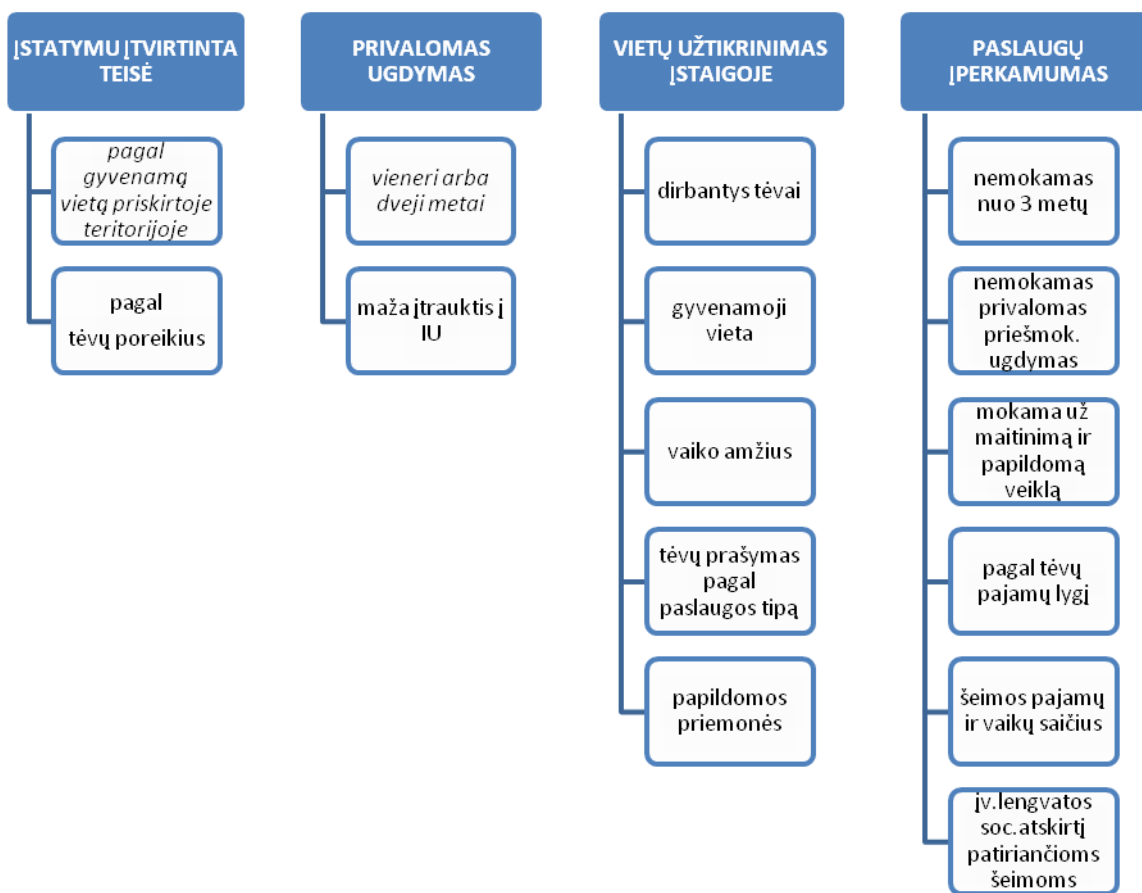 ĮSTATYMU ĮTVIRTINTA
TEISĖ
pagal
gyvenamą
vietą priskirtoje
teritorijoje
pagal
tėvų poreikius
PRIVALOMAS
UGDYMAS
vieneri arba
dveji metai
maža įtrauktis į
IU
VIETŲ UŽTIKRINIMAS
ĮSTAIGOJE
dirbantys tėvai
gyvenamoji
vieta
vaiko amžius
tėvų prašymas
pagal
paslaugos tipą
papildomos
priemonės
PASLAUGŲ
ĮPERKAMUMAS
nemokamas
nuo 3 metų
nemokamas
privalomas
priešmok.
ugdymas
mokama už
maitinimą ir
papildomą
veiklą
pagal tėvų
pajamų lygį
šeimos pajamų
ir vaikų saičius
įv.lengvatos
soc.atskirtį
patiriančioms
šeimoms